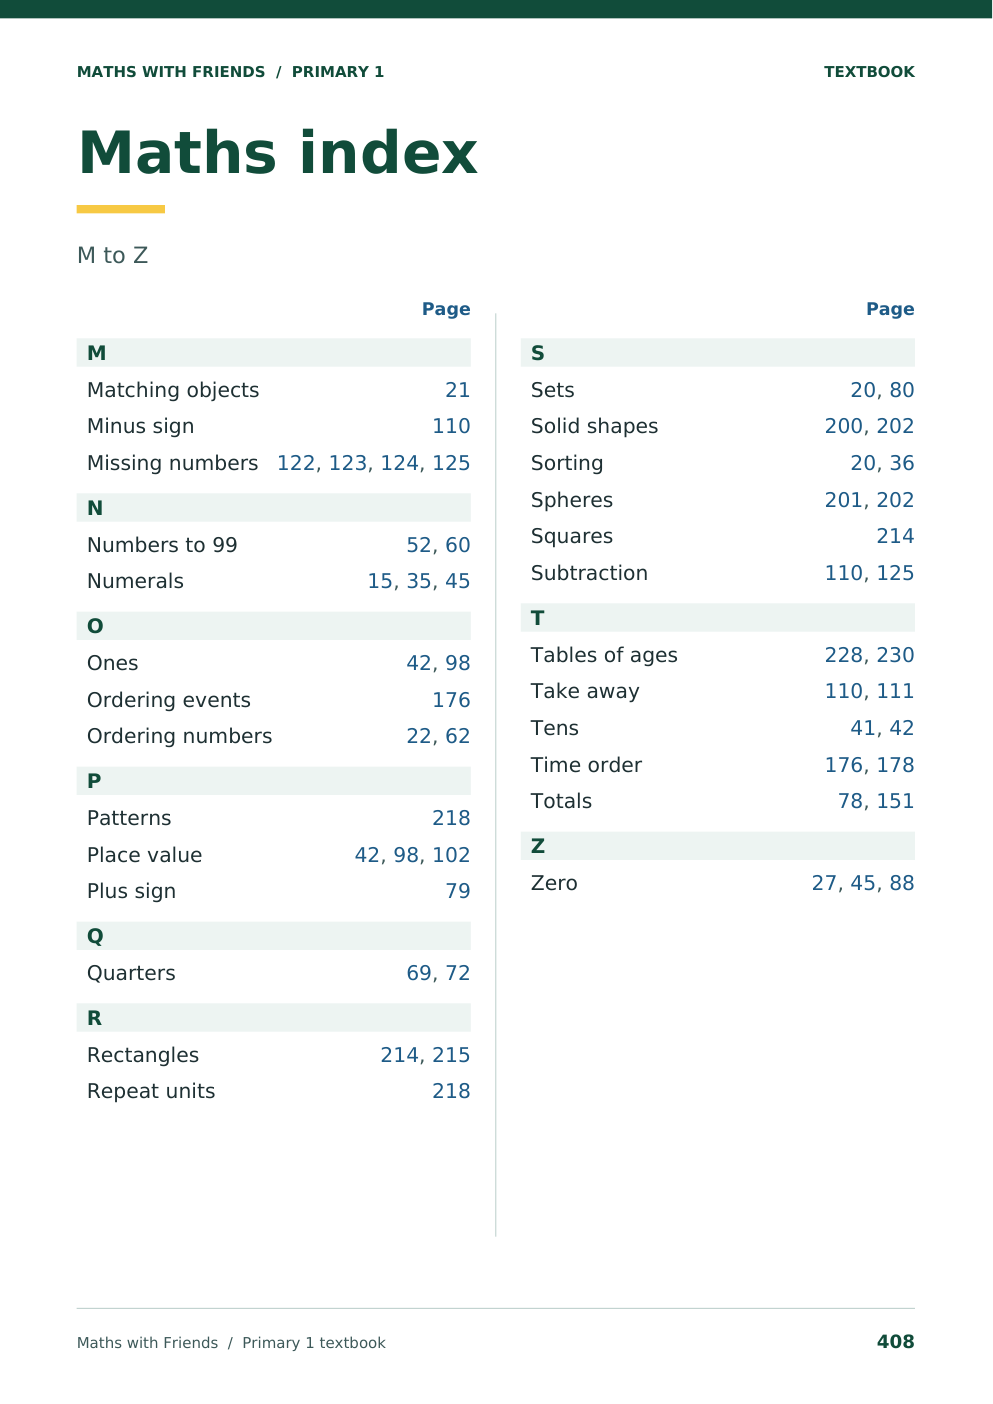 MATHS WITH FRIENDS / PRIMARY 1
TEXTBOOK
Maths index
M to Z
Page
M
Matching objects 21
Minus sign 110
Missing numbers 122, 123, 124, 125
N
Numbers to 99 52, 60
Numerals 15, 35, 45
O
Ones 42, 98
Ordering events 176
Ordering numbers 22, 62
P
Patterns 218
Place value 42, 98, 102
Plus sign 79
Q
Quarters 69, 72
R
Rectangles 214, 215
Repeat units 218
Page
S
Sets 20, 80
Solid shapes 200, 202
Sorting 20, 36
Spheres 201, 202
Squares 214
Subtraction 110, 125
T
Tables of ages 228, 230
Take away 110, 111
Tens 41, 42
Time order 176, 178
Totals 78, 151
Z
Zero 27, 45, 88
Maths with Friends / Primary 1 textbook
408